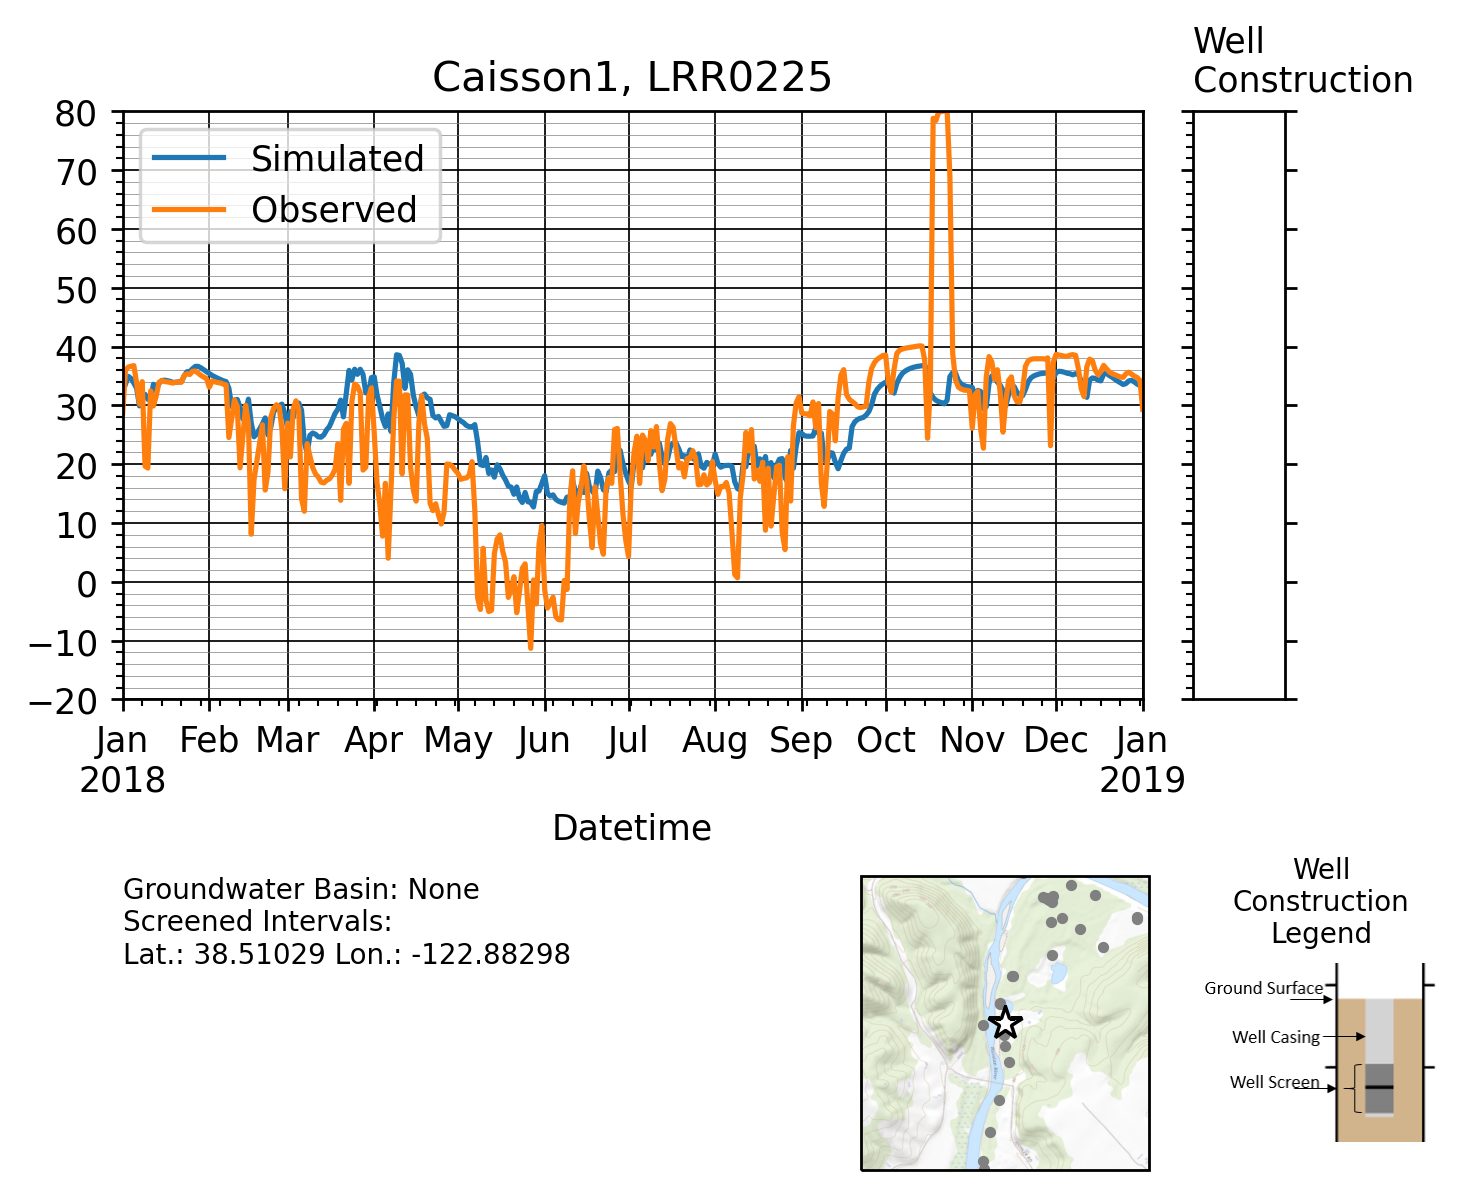 Well
Construction
Caisson1, LRR0225
80
70
60
50
40
30
20
10
0
−10
−20
Simulated
Observed
Jan Feb Mar Apr May Jun Jul Aug Sep Oct Nov Dec Jan
2018 2019
Datetime
Groundwater Basin: None
Screened Intervals:
Lat.: 38.51029 Lon.: -122.88298
Well
Construction
Legend
Ground Surface
Well Casing
Well Screen